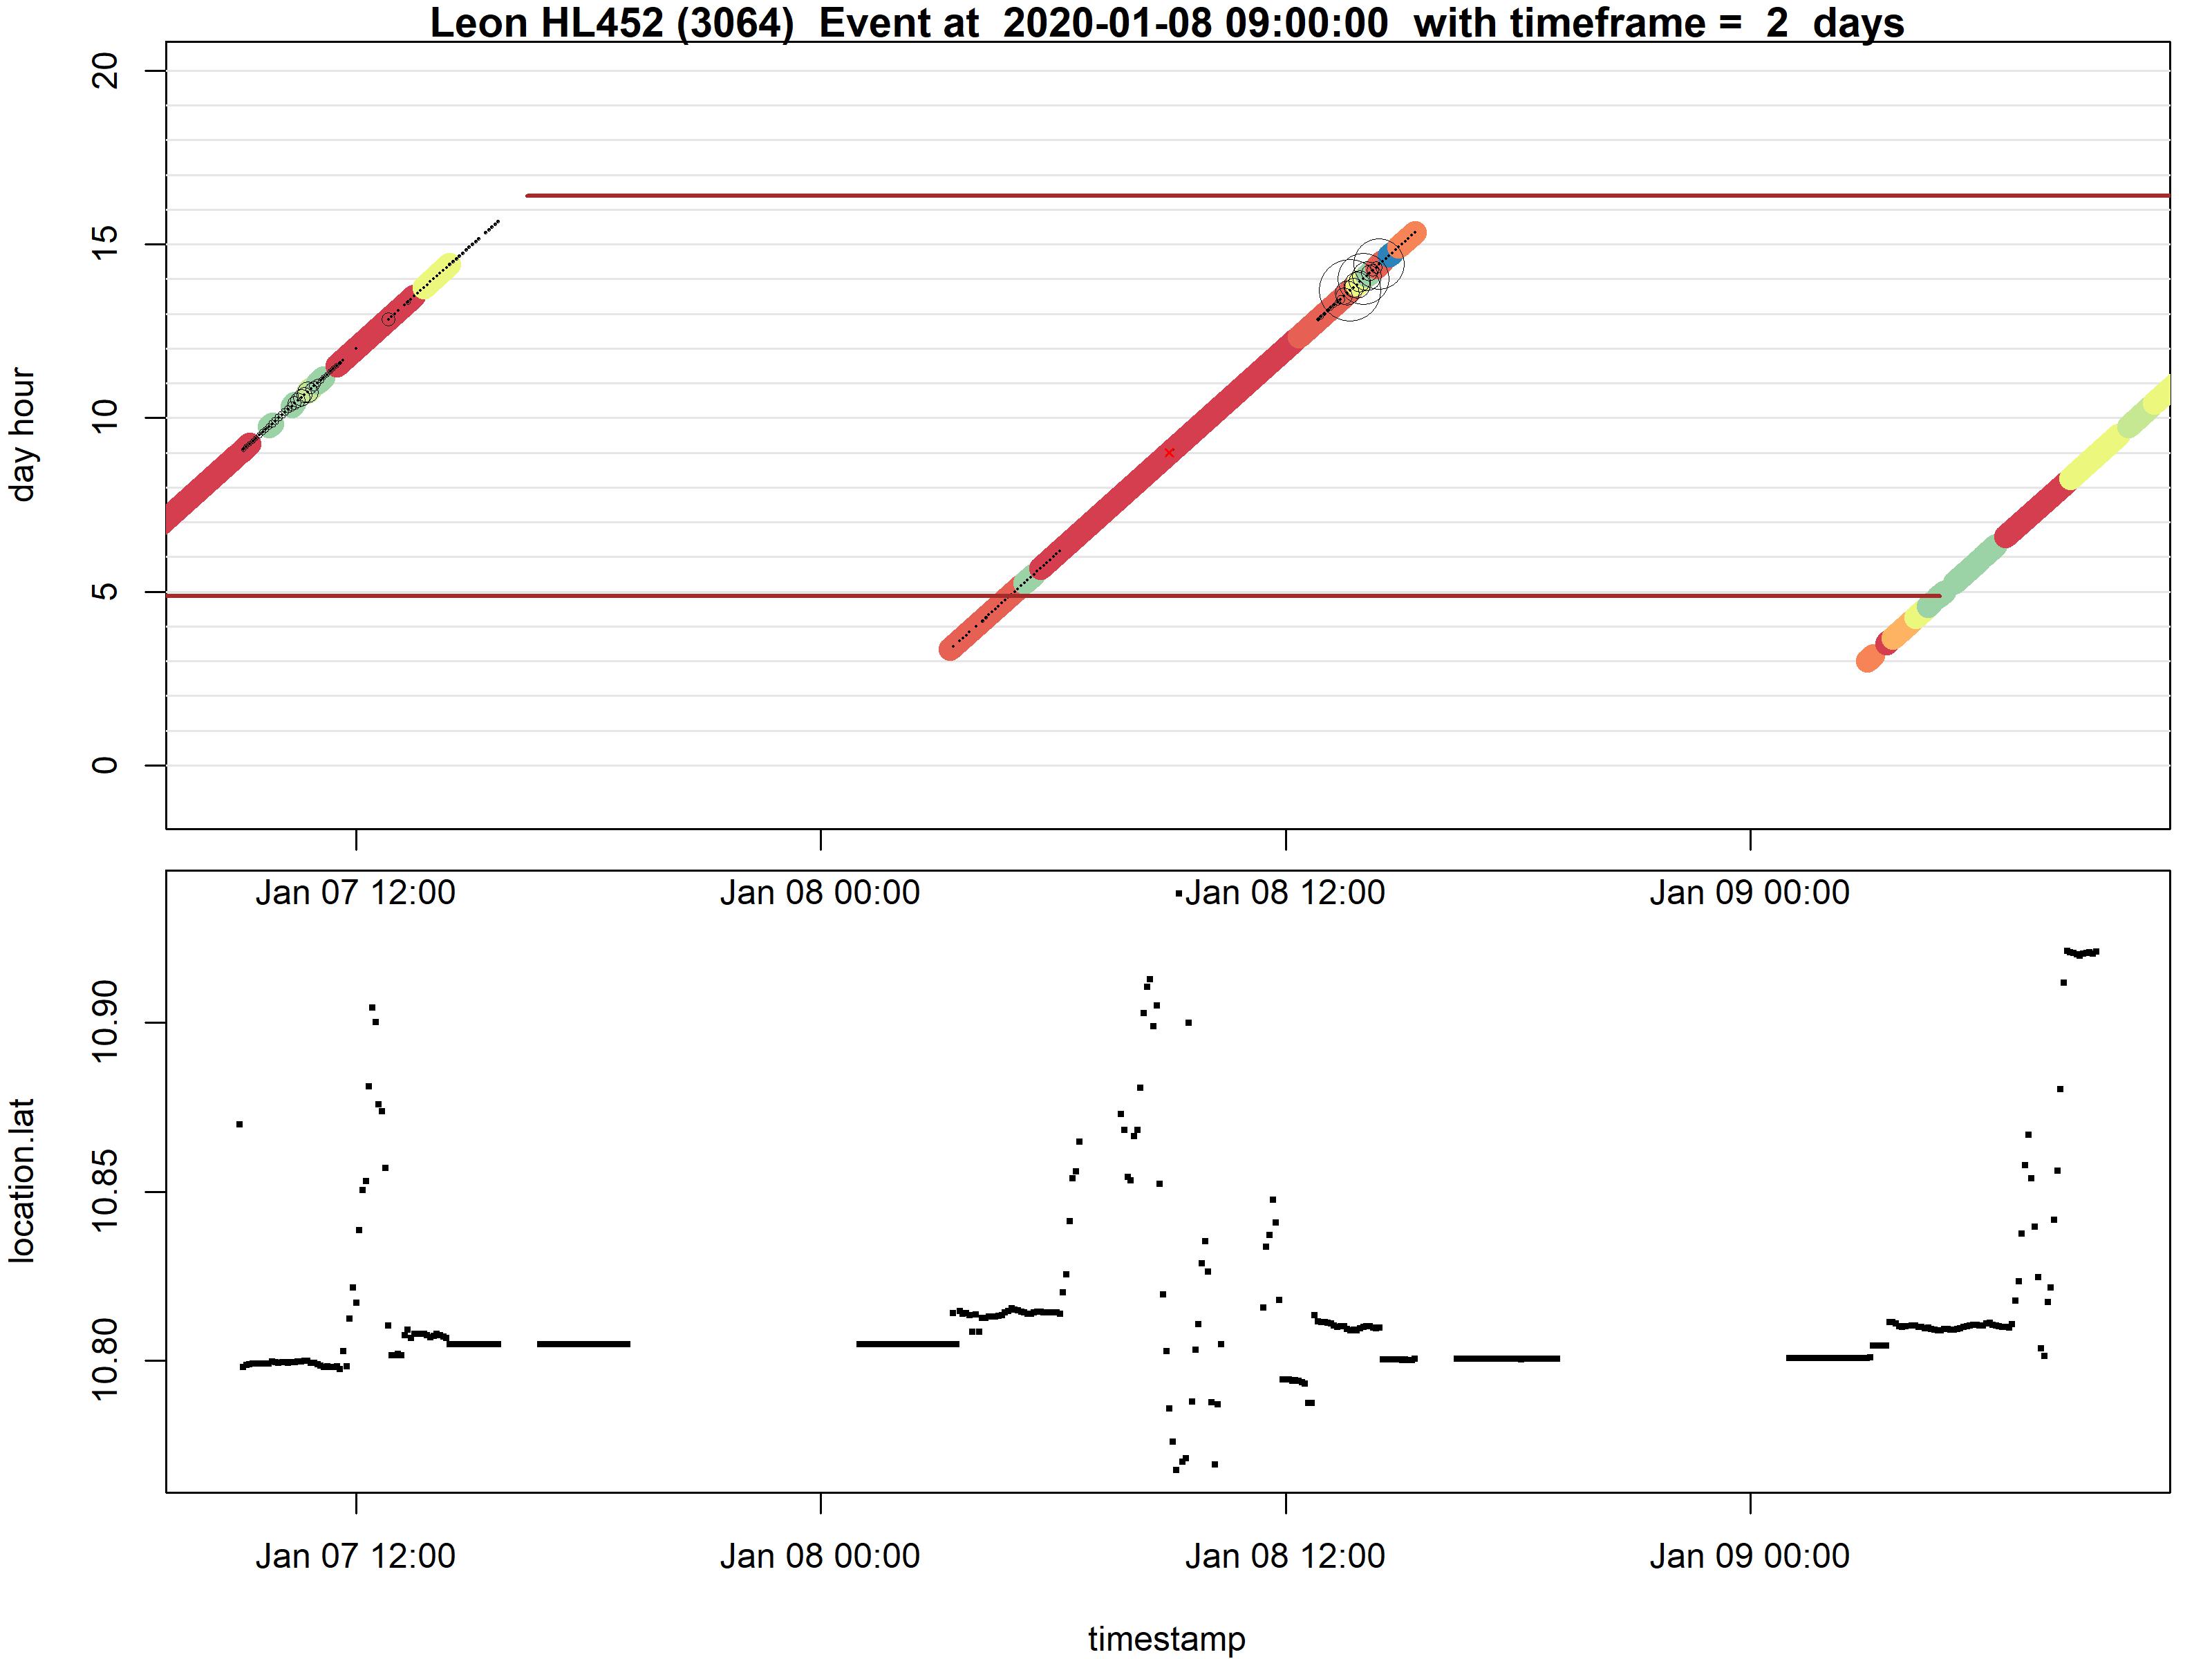 Leon HL452 (3064)  Event at  2020-01-08 09:00:00  with timeframe =  2  days
20
15
10
5
0
day hour
Jan 07 12:00
Jan 08 00:00
Jan 08 12:00
Jan 09 00:00
10.90
10.85
10.80
location.lat
Jan 07 12:00
Jan 08 00:00
Jan 08 12:00
Jan 09 00:00
timestamp